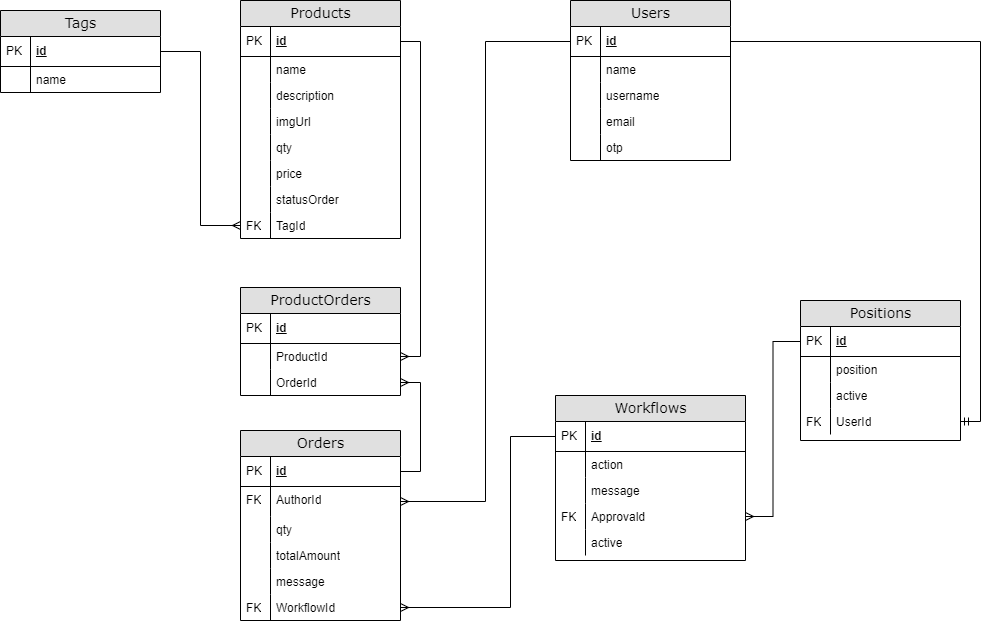 Tags
PK id
name
Products
PK id
name
description
imgUrl
qty
price
statusOrder
FK TagId
Users
PK id
name
username
email
otp
ProductOrders
PK id
ProductId
OrderId
Positions
PK id
position
active
FK UserId
Workflows
PK id
action
message
FK Approvald
active
Orders
PK id
FK AuthorId
qty
totalAmount
message
FK WorkflowId